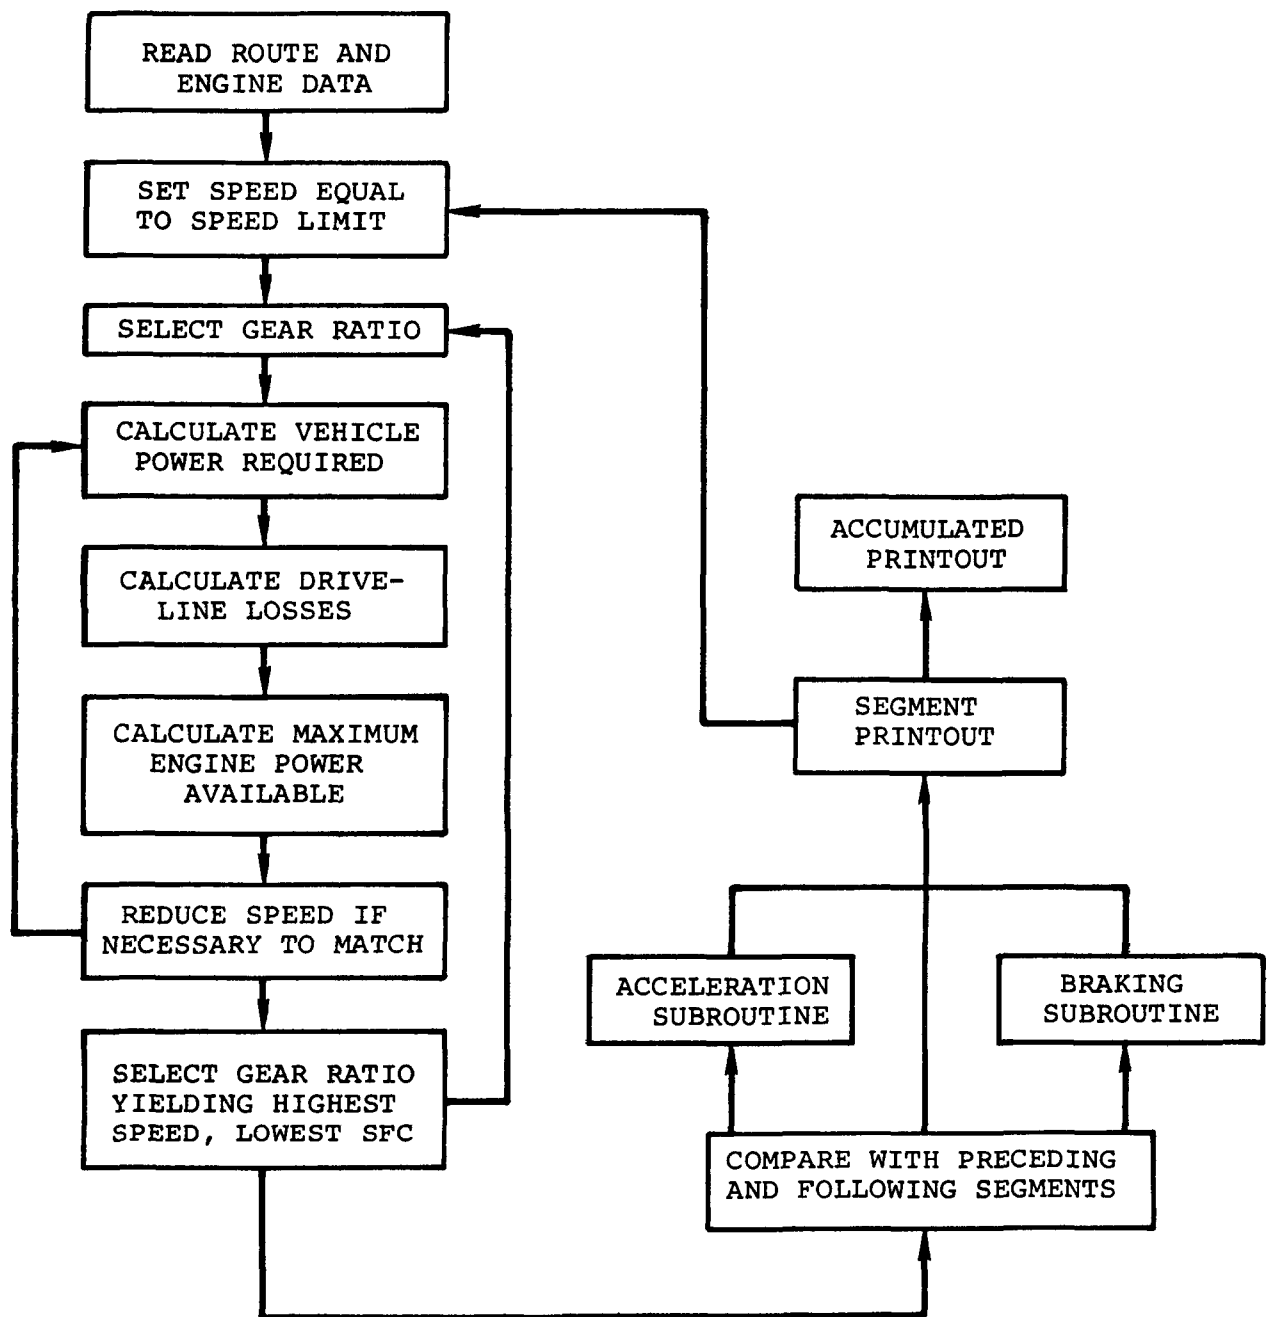 READ ROUTE AND
ENGINE DATA
SET SPEED EQUAL
TO SPEED LIMIT
SELECT GEAR RATIO
CALCULATE VEHICLE
POWER REQUIRED
CALCULATE DRIVE-
LINE LOSSES
CALCULATE MAXIMUM
ENGINE POWER
AVAILABLE
REDUCE SPEED IF
NECESSARY TO MATCH
SELECT GEAR RATIO
YIELDING HIGHEST
SPEED, LOWEST SFC
ACCUMULATED
PRINTOUT
SEGMENT
PRINTOUT
ACCELERATION
SUBROUTINE
BRAKING
SUBROUTINE
COMPARE WITH PRECEDING
AND FOLLOWING SEGMENTS